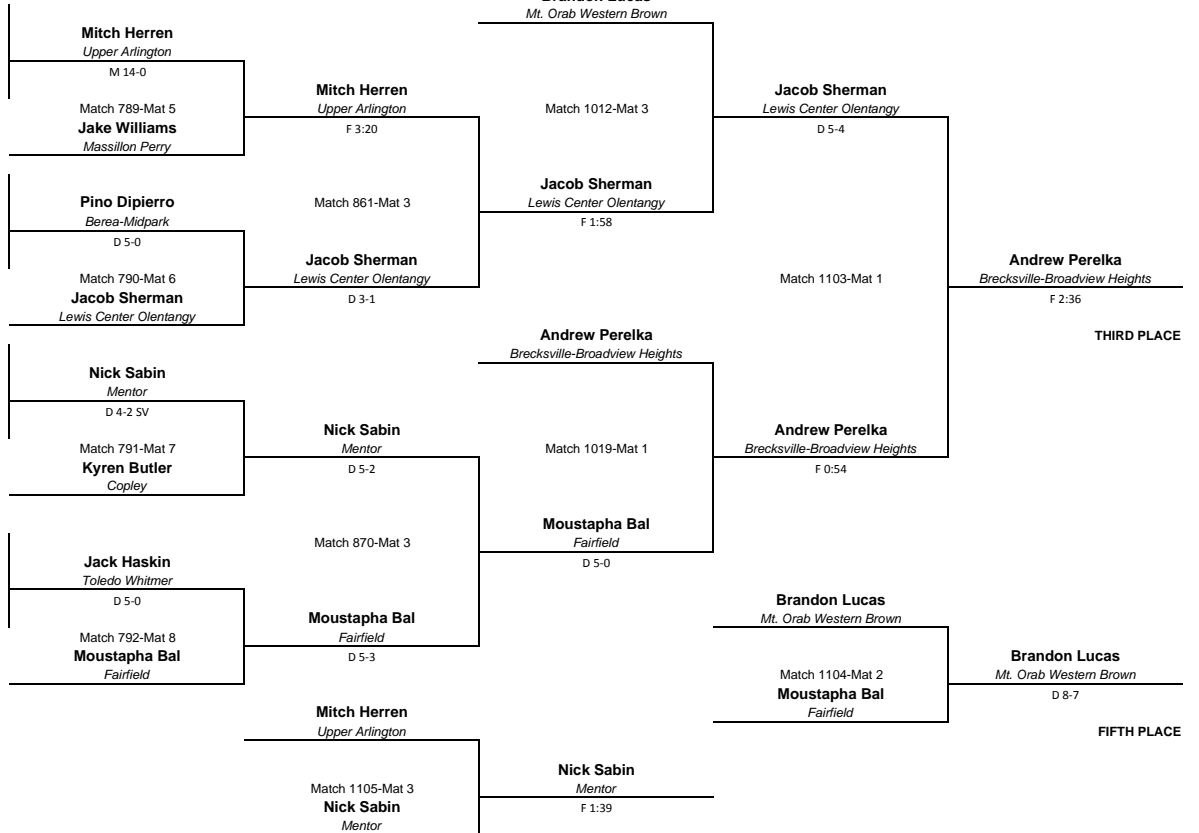 Brandon Lucas
Mt. Orab Western Brown
Mitch Herren
Upper Arlington
M 14-0
Match 789-Mat 5
Jake Williams
Massillon Perry
Mitch Herren
Upper Arlington
F 3:20
Match 1012-Mat 3
Jacob Sherman
Lewis Center Olentangy
D 5-4
Pino Dipierro
Berea-Midpark
D 5-0
Match 790-Mat 6
Jacob Sherman
Lewis Center Olentangy
Match 861-Mat 3
Jacob Sherman
Lewis Center Olentangy
D 3-1
Jacob Sherman
Lewis Center Olentangy
F 1:58
Match 1103-Mat 1
Andrew Perelka
Brecksville-Broadview Heights
F 2:36
THIRD PLACE
Andrew Perelka
Brecksville-Broadview Heights
Nick Sabin
Mentor
D 4-2 SV
Match 791-Mat 7
Kyren Butler
Copley
Nick Sabin
Mentor
D 5-2
Match 1019-Mat 1
Andrew Perelka
Brecksville-Broadview Heights
F 0:54
Match 870-Mat 3
Moustapha Bal
Fairfield
D 5-0
Jack Haskin
Toledo Whitmer
D 5-0
Match 792-Mat 8
Moustapha Bal
Fairfield
Moustapha Bal
Fairfield
D 5-3
Brandon Lucas
Mt. Orab Western Brown
Match 1104-Mat 2
Moustapha Bal
Fairfield
Brandon Lucas
Mt. Orab Western Brown
D 8-7
FIFTH PLACE
Mitch Herren
Upper Arlington
Match 1105-Mat 3
Nick Sabin
Mentor
Nick Sabin
Mentor
F 1:39